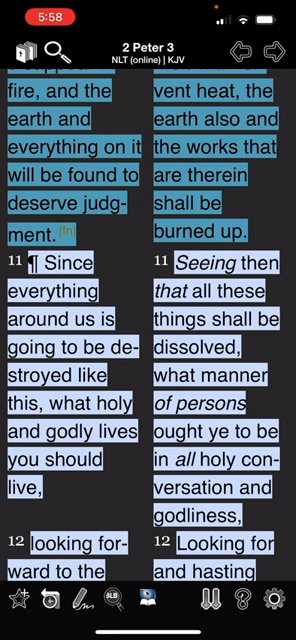 5:58
2 Peter 3
NLT (online) | KJV
fire, and the
earth and
everything on it
will be found to
deserve judg-
ment.[fn]
11 ¶ Since
everything
around us is
going to be de-
stroyed like
this, what holy
and godly lives
you should
live,
12 looking for-
ward to the
vent heat, the
earth also and
the works that
are therein
shall be
burned up.
11 Seeing then
that all these
things shall be
dissolved,
what manner
of persons
ought ye to be
in all holy con-
versation and
godliness,
12 Looking for
and hasting